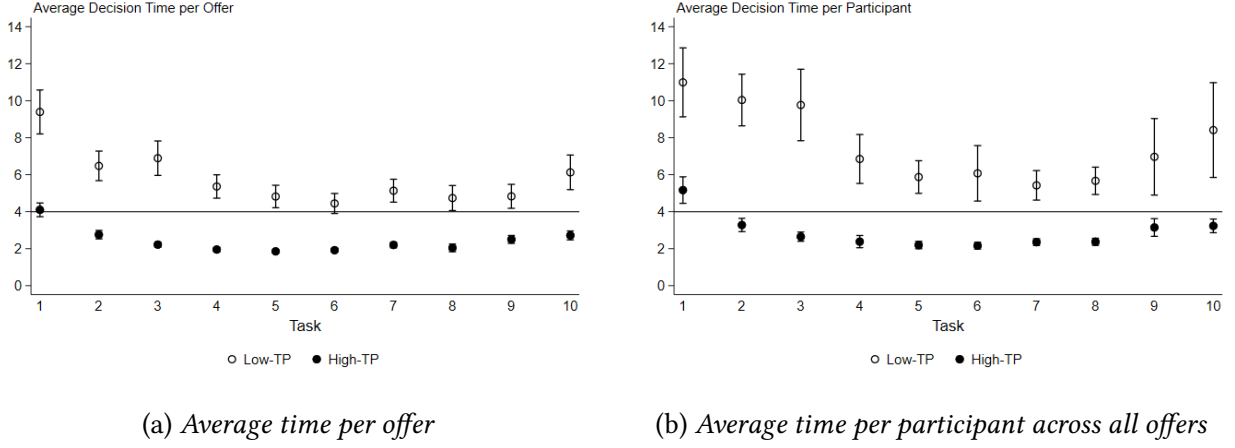 Average Decision Time per Offer
14
12
10
8
6
4
2
0
1 2 3 4 5 6 7 8 9 10
Task
Low-TP High-TP
(a) Average time per offer
Average Decision Time per Participant
14
12
10
8
6
4
2
0
1 2 3 4 5 6 7 8 9 10
Task
Low-TP High-TP
(b) Average time per participant across all offers